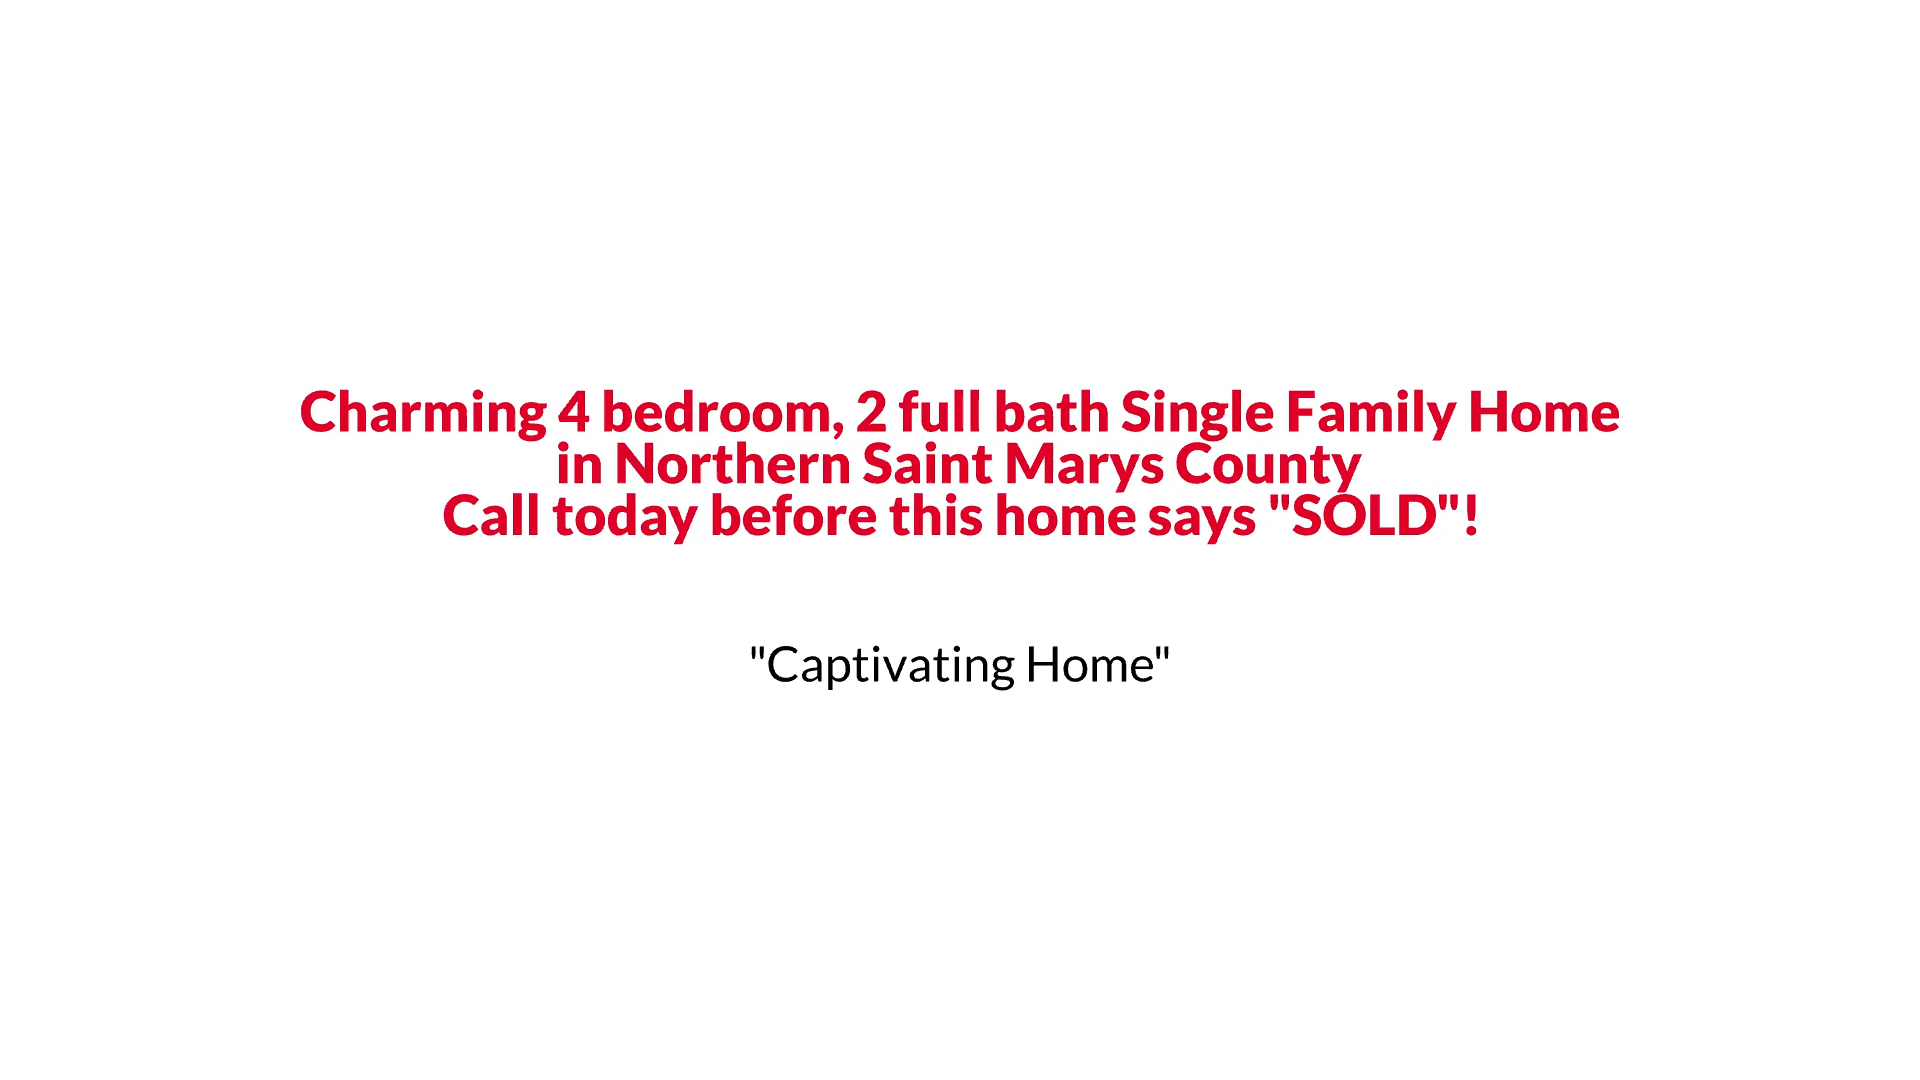 Charming 4 bedroom, 2 full bath Single Family Home
in Northern Saint Marys County
Call today before this home says "SOLD"!
"Captivating Home"